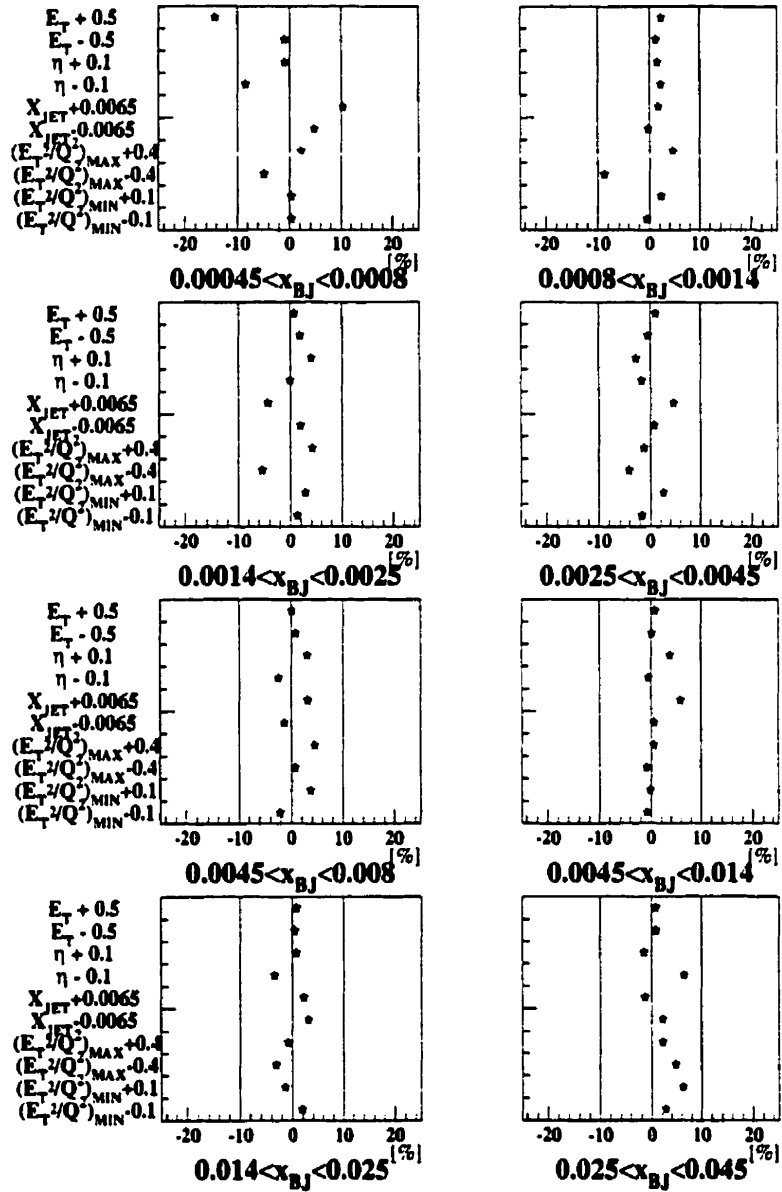 E_T + 0.5
E_T - 0.5
η + 0.1
η - 0.1
X_JET+0.0065
X_JET-0.0065
(E_T²/Q²)_MAX+0.4
(E_T²/Q²)_MAX-0.4
(E_T²/Q²)_MIN+0.1
(E_T²/Q²)_MIN-0.1
-20 -10 0 10 20
[%]
0.00045<x_BJ<0.0008
-20 -10 0 10 20
[%]
0.0008<x_BJ<0.0014
E_T + 0.5
E_T - 0.5
η + 0.1
η - 0.1
X_JET+0.0065
X_JET-0.0065
(E_T²/Q²)_MAX+0.4
(E_T²/Q²)_MAX-0.4
(E_T²/Q²)_MIN+0.1
(E_T²/Q²)_MIN-0.1
-20 -10 0 10 20
[%]
0.0014<x_BJ<0.0025
-20 -10 0 10 20
[%]
0.0025<x_BJ<0.0045
E_T + 0.5
E_T - 0.5
η + 0.1
η - 0.1
X_JET+0.0065
X_JET-0.0065
(E_T²/Q²)_MAX+0.4
(E_T²/Q²)_MAX-0.4
(E_T²/Q²)_MIN+0.1
(E_T²/Q²)_MIN-0.1
-20 -10 0 10 20
[%]
0.0045<x_BJ<0.008
-20 -10 0 10 20
[%]
0.0045<x_BJ<0.014
E_T + 0.5
E_T - 0.5
η + 0.1
η - 0.1
X_JET+0.0065
X_JET-0.0065
(E_T²/Q²)_MAX+0.4
(E_T²/Q²)_MAX-0.4
(E_T²/Q²)_MIN+0.1
(E_T²/Q²)_MIN-0.1
-20 -10 0 10 20
[%]
0.014<x_BJ<0.025
-20 -10 0 10 20
[%]
0.025<x_BJ<0.045